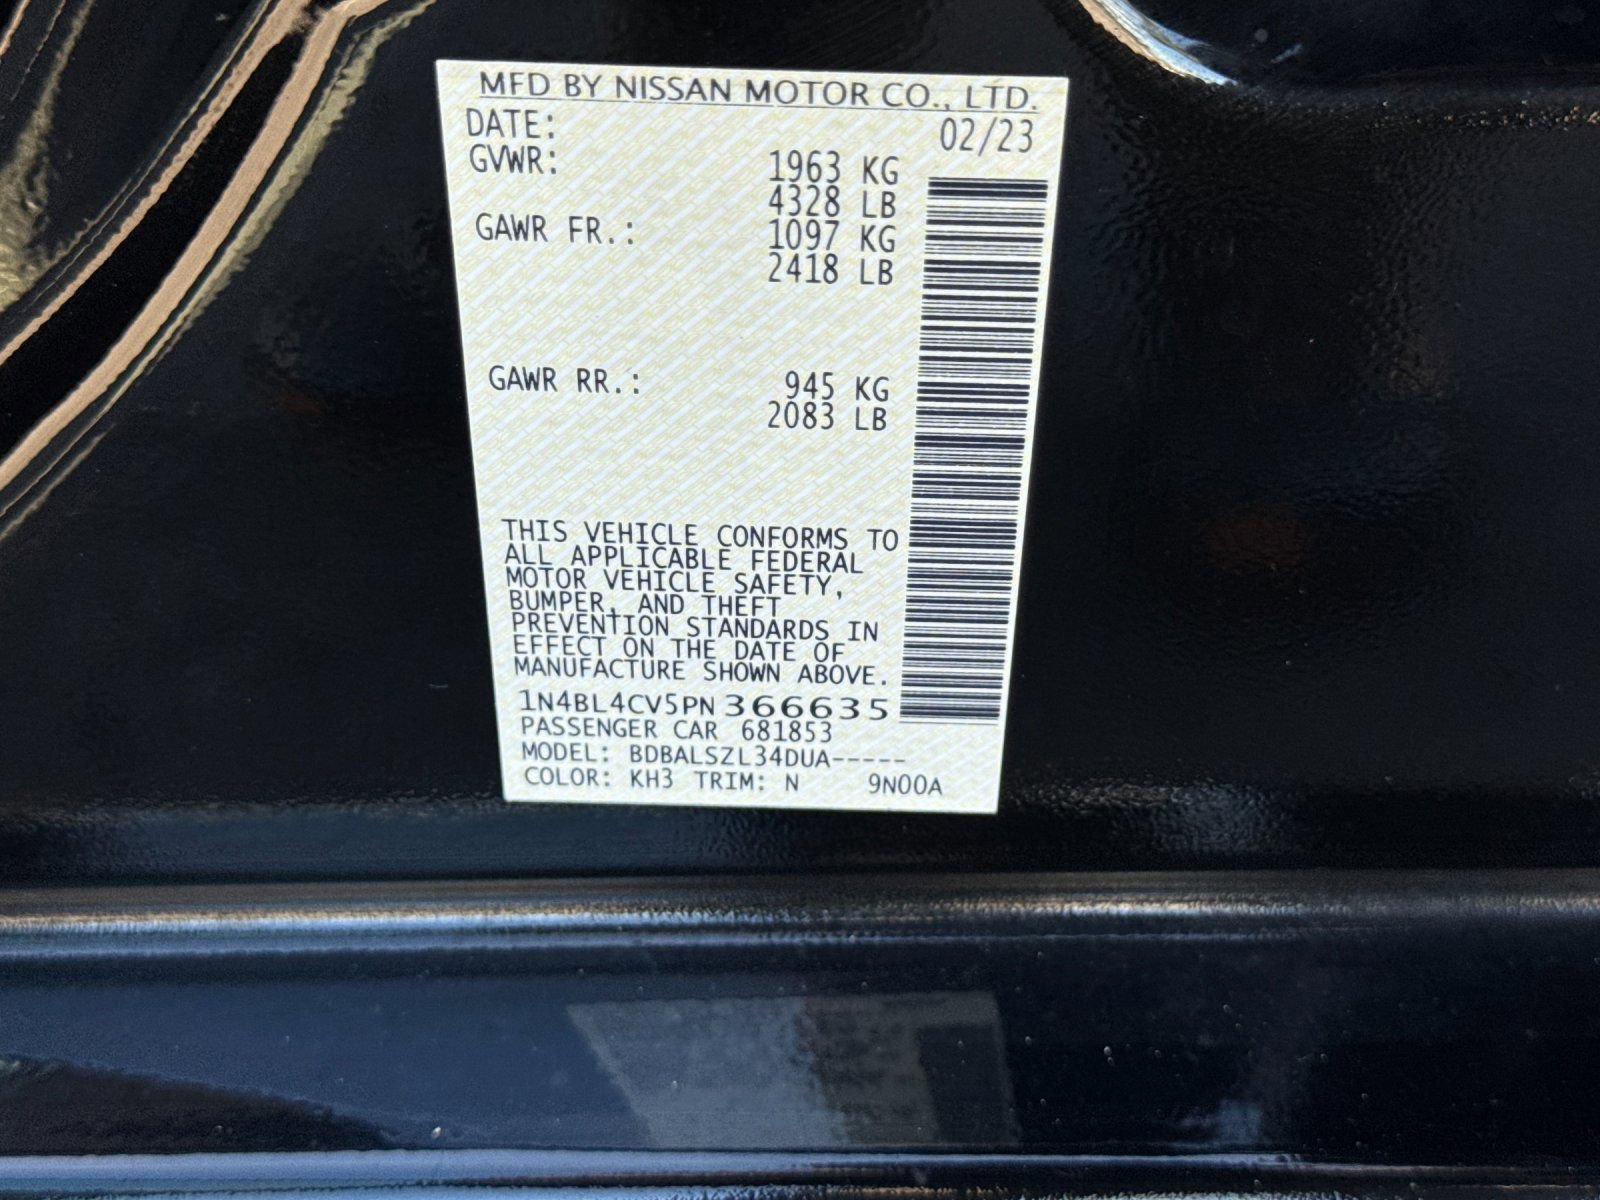 MFD BY NISSAN MOTOR CO., LTD.
DATE: 02/23
GVWR: 1963 KG
4328 LB
GAWR FR.: 1097 KG
2418 LB
GAWR RR.: 945 KG
2083 LB
THIS VEHICLE CONFORMS TO
ALL APPLICABLE FEDERAL
MOTOR VEHICLE SAFETY,
BUMPER, AND THEFT
PREVENTION STANDARDS IN
EFFECT ON THE DATE OF
MANUFACTURE SHOWN ABOVE.
1N4BL4CV5PN366635
PASSENGER CAR 681853
MODEL: BDBALSZL34DUA-----
COLOR: KH3 TRIM: N 9N00A